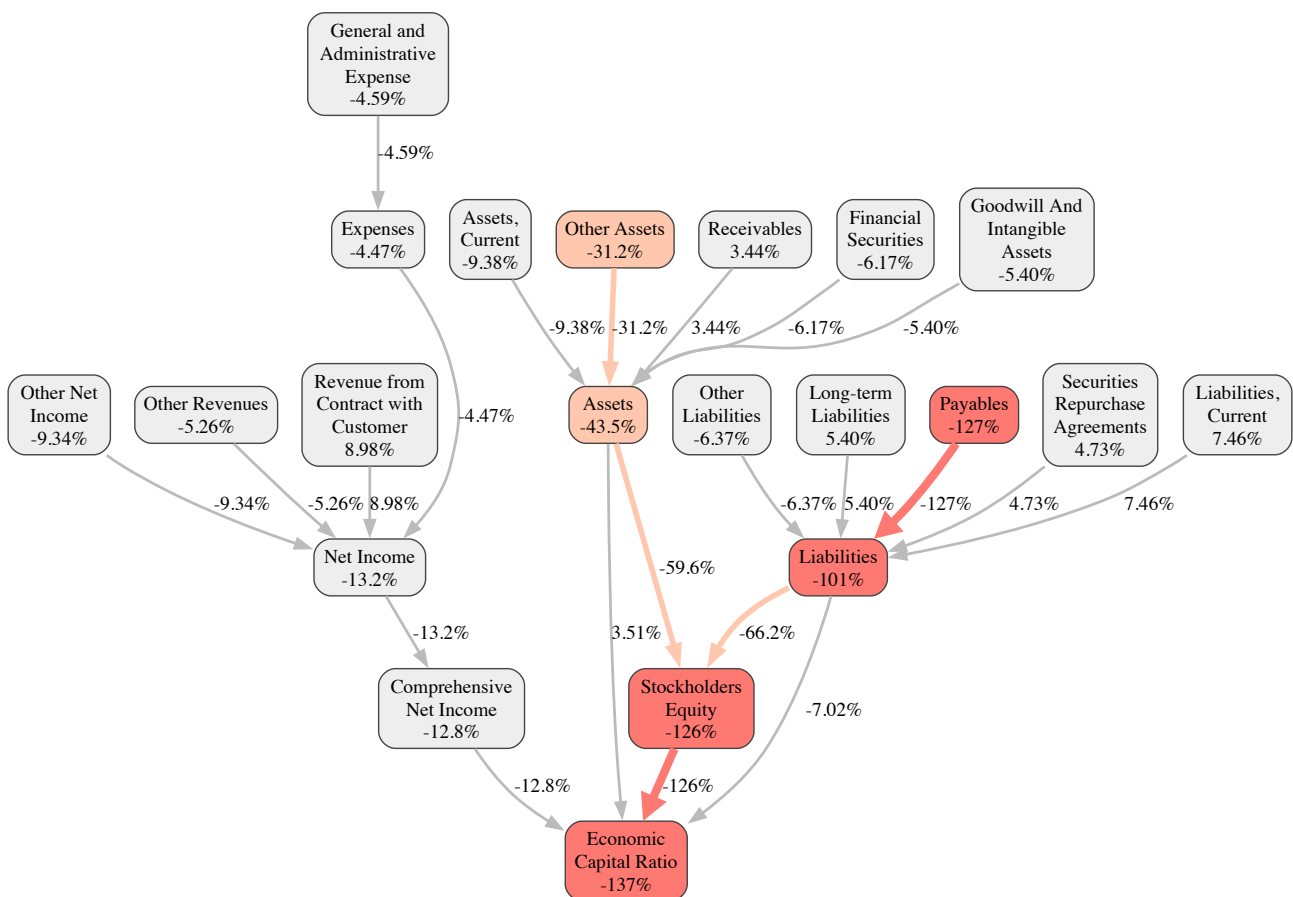 General and
Administrative
Expense
-4.59%
-4.59%
Expenses
-4.47%
Assets,
Current
-9.38%
Other Assets
-31.2%
Receivables
3.44%
Financial
Securities
-6.17%
Goodwill And
Intangible
Assets
-5.40%
-9.38%
-31.2%
3.44%
-6.17%
-5.40%
Other Net
Income
-9.34%
Other Revenues
-5.26%
Revenue from
Contract with
Customer
8.98%
-4.47%
Assets
-43.5%
Other
Liabilities
-6.37%
Long-term
Liabilities
5.40%
Payables
-127%
Securities
Repurchase
Agreements
4.73%
Liabilities,
Current
7.46%
-9.34%
-5.26%
8.98%
-6.37%
5.40%
-127%
4.73%
7.46%
Net Income
-13.2%
-59.6%
Liabilities
-101%
-13.2%
3.51%
-66.2%
Comprehensive
Net Income
-12.8%
Stockholders
Equity
-126%
-7.02%
-12.8%
-126%
Economic
Capital Ratio
-137%